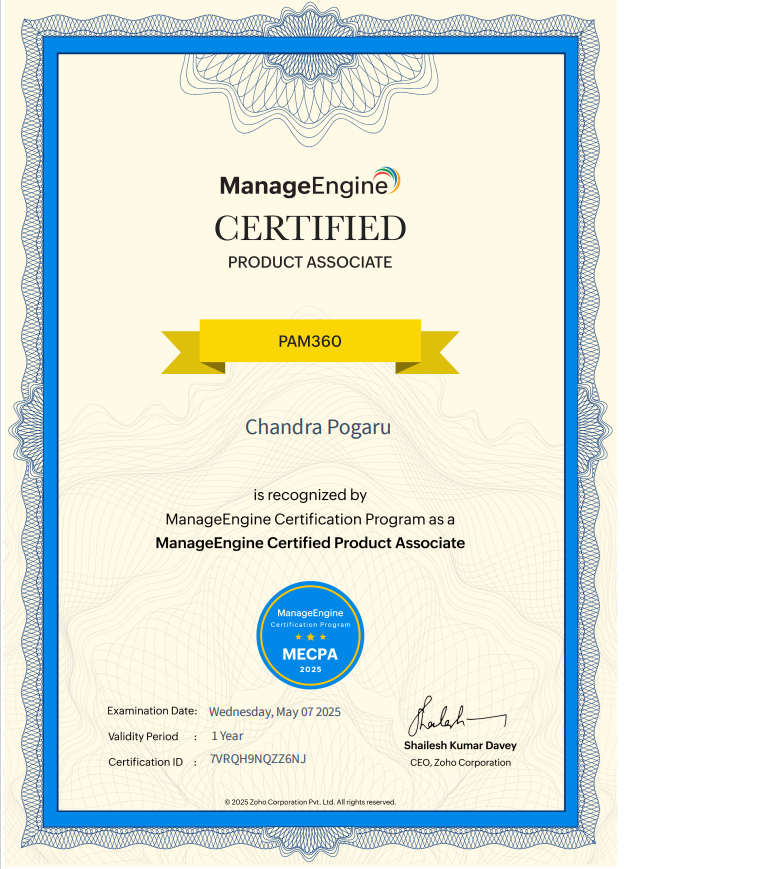 ManageEngine
CERTIFIED
PRODUCT ASSOCIATE
PAM360
Chandra Pogaru
is recognized by
ManageEngine Certification Program as a
ManageEngine Certified Product Associate
ManageEngine
Certification Program
MECPA
2025
Examination Date: Wednesday, May 07 2025
Validity Period : 1 Year
Certification ID : 7VRQH9NQZZ6NJ
Shailesh
Shailesh Kumar Davey
CEO, Zoho Corporation
© 2025 Zoho Corporation Pvt. Ltd. All rights reserved.